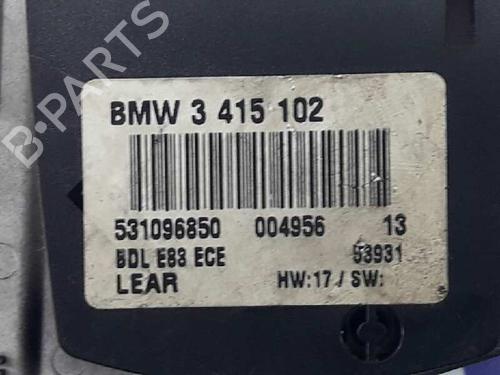 B-PARTS
BMW 3 415 102
531096850 004956 13
BDL E83 ECE 53931
LEAR HW:17 / SW: